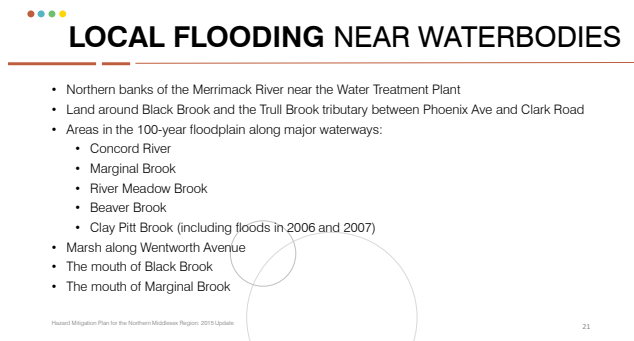 LOCAL FLOODING NEAR WATERBODIES
• Northern banks of the Merrimack River near the Water Treatment Plant
• Land around Black Brook and the Trull Brook tributary between Phoenix Ave and Clark Road
• Areas in the 100-year floodplain along major waterways:
• Concord River
• Marginal Brook
• River Meadow Brook
• Beaver Brook
• Clay Pitt Brook (including floods in 2006 and 2007)
• Marsh along Wentworth Avenue
• The mouth of Black Brook
• The mouth of Marginal Brook
Hazard Mitigation Plan for the Northern Middlesex Region: 2015 Update
21